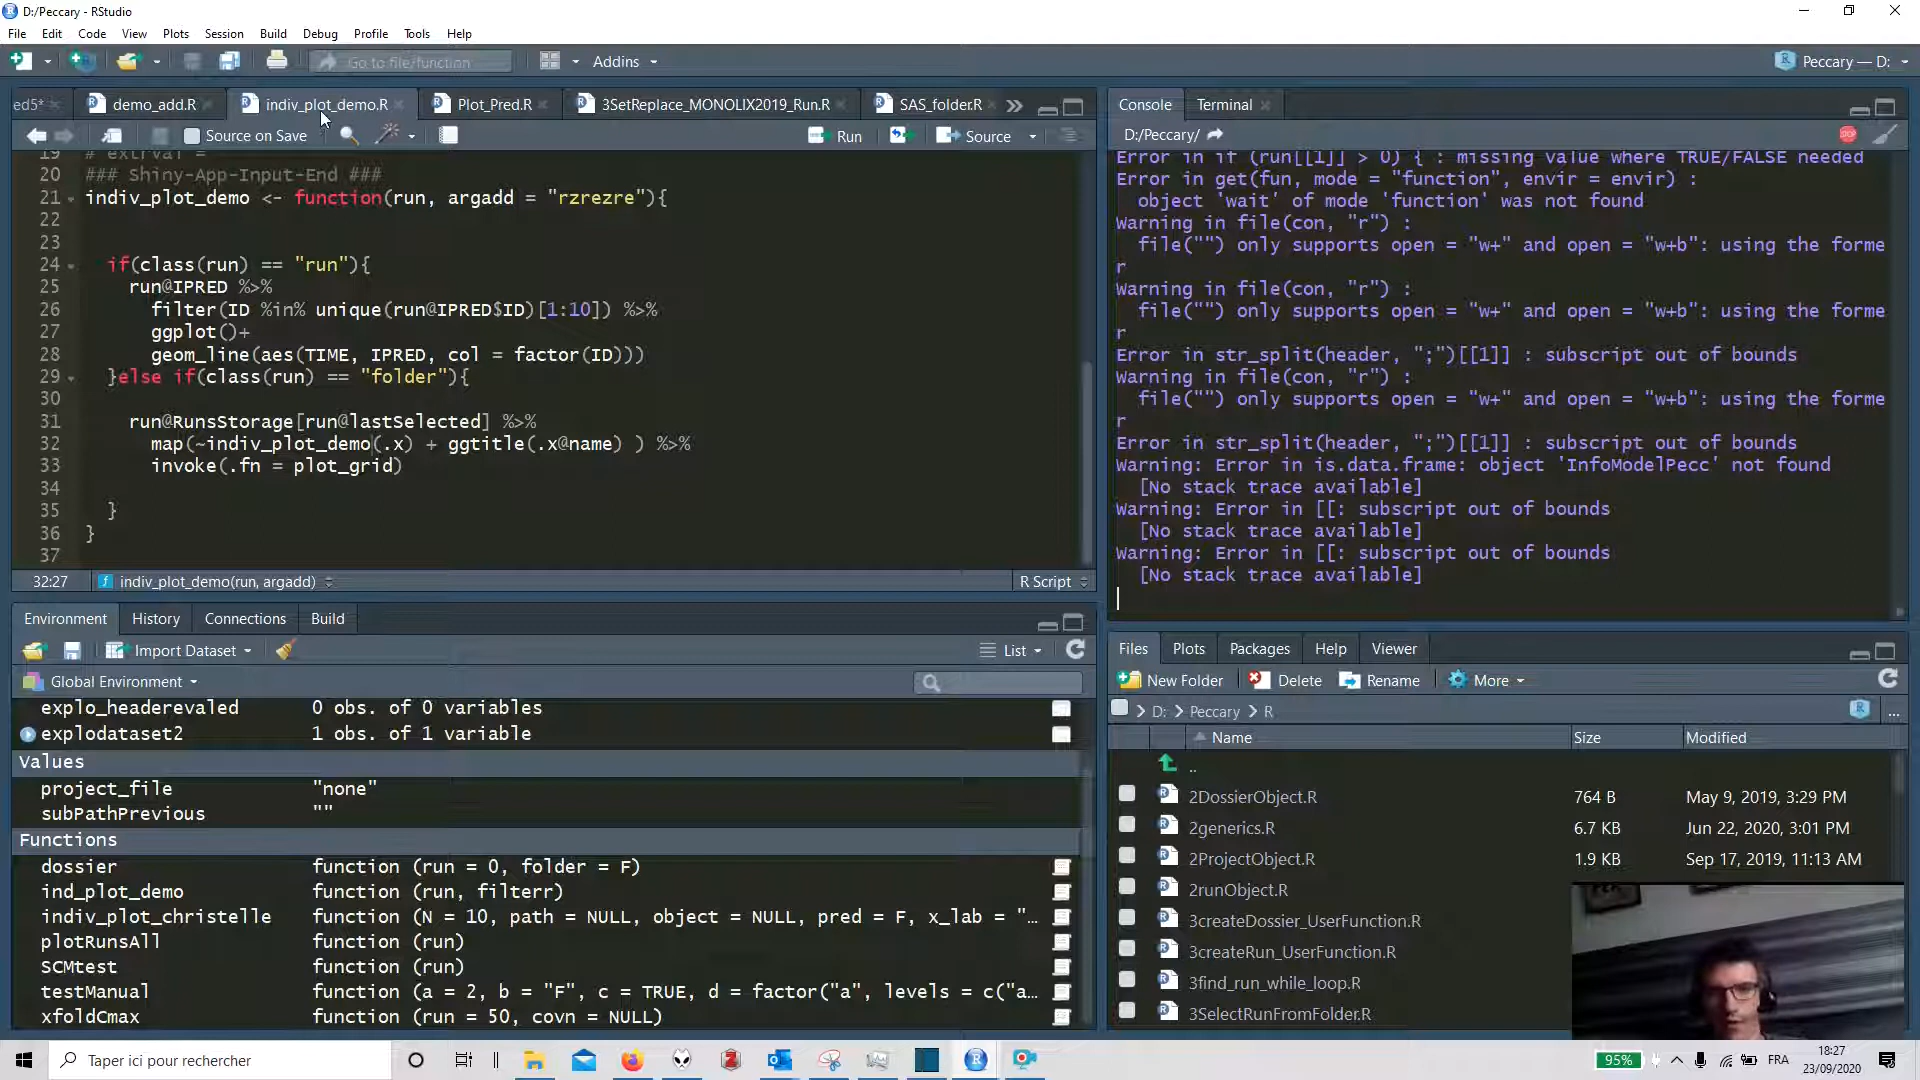 D:/Peccary - RStudio
File Edit Code View Plots Session Build Debug Profile Tools Help
Go to file/function
Addins
Peccary — D:
ed5*
demo_add.R
indiv_plot_demo.R
Plot_Pred.R
3SetReplace_MONOLIX2019_Run.R
SAS_folder.R
Source on Save
Run
Source
19 # extrval =
20 ### Shiny-App-Input-End ###
21 indiv_plot_demo <- function(run, argadd = "rzrezre"){
22
23
24 if(class(run) == "run"){
25 run@IPRED %>%
26 filter(ID %in% unique(run@IPRED$ID)[1:10]) %>%
27 ggplot()+
28 geom_line(aes(TIME, IPRED, col = factor(ID)))
29 }else if(class(run) == "folder"){
30
31 run@RunsStorage[run@lastSelected] %>%
32 map(~indiv_plot_demo(.x) + ggtitle(.x@name) ) %>%
33 invoke(.fn = plot_grid)
34
35 }
36 }
37
32:27 indiv_plot_demo(run, argadd) R Script
Console Terminal
D:/Peccary/
Error in if (run[[1]] > 0) { : missing value where TRUE/FALSE needed
Error in get(fun, mode = "function", envir = envir) :
object 'wait' of mode 'function' was not found
Warning in file(con, "r") :
file("") only supports open = "w+" and open = "w+b": using the forme
r
Warning in file(con, "r") :
file("") only supports open = "w+" and open = "w+b": using the forme
r
Error in str_split(header, ";")[[1]] : subscript out of bounds
Warning in file(con, "r") :
file("") only supports open = "w+" and open = "w+b": using the forme
r
Error in str_split(header, ";")[[1]] : subscript out of bounds
Warning: Error in is.data.frame: object 'InfoModelPecc' not found
[No stack trace available]
Warning: Error in [[: subscript out of bounds
[No stack trace available]
Warning: Error in [[: subscript out of bounds
[No stack trace available]
Environment History Connections Build
Import Dataset
List
Global Environment
explo_headerevaled 0 obs. of 0 variables
explodataset2 1 obs. of 1 variable
Values
project_file "none"
subPathPrevious ""
Functions
dossier function (run = 0, folder = F)
ind_plot_demo function (run, filterr)
indiv_plot_christelle function (N = 10, path = NULL, object = NULL, pred = F, x_lab = "…
plotRunsAll function (run)
SCMtest function (run)
testManual function (a = 2, b = "F", c = TRUE, d = factor("a", levels = c("a…
xfoldCmax function (run = 50, covn = NULL)
Files Plots Packages Help Viewer
New Folder Delete Rename More
D: > Peccary > R
...
Name Size Modified
..
2DossierObject.R 764 B May 9, 2019, 3:29 PM
2generics.R 6.7 KB Jun 22, 2020, 3:01 PM
2ProjectObject.R 1.9 KB Sep 17, 2019, 11:13 AM
2runObject.R
3createDossier_UserFunction.R
3createRun_UserFunction.R
3find_run_while_loop.R
3SelectRunFromFolder.R
Taper ici pour rechercher
95%
FRA
18:27
23/09/2020